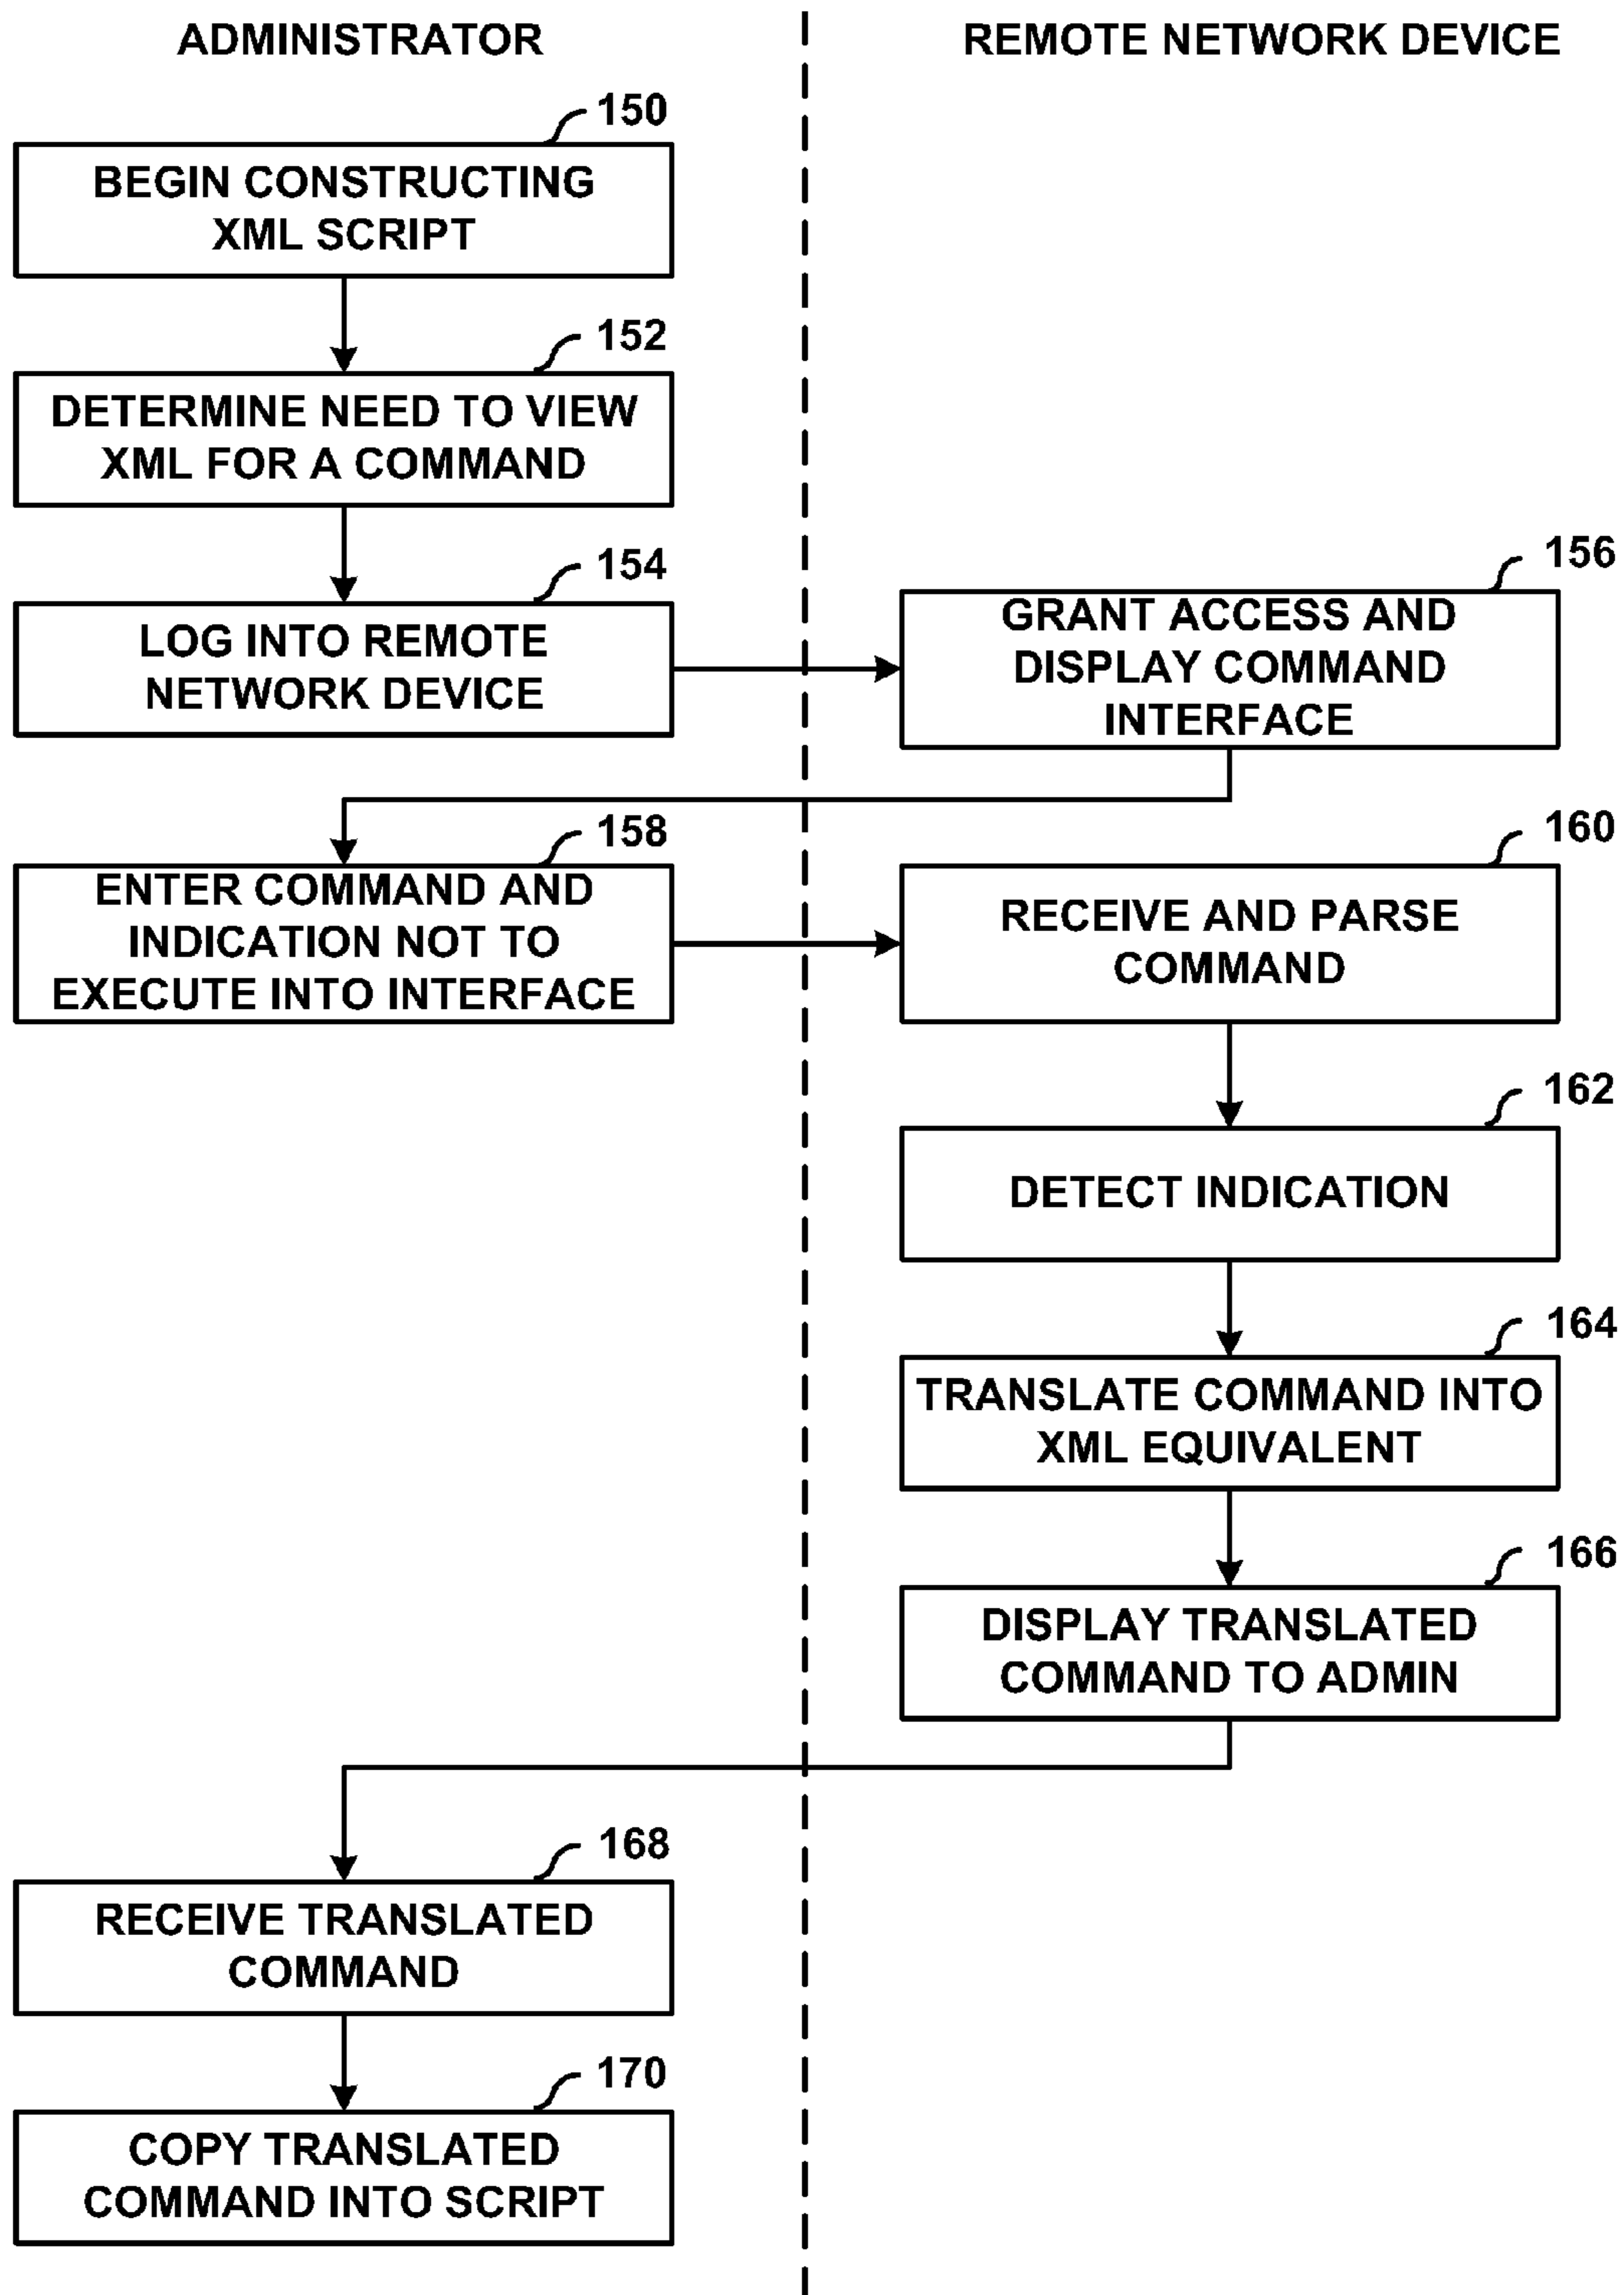 ADMINISTRATOR
REMOTE NETWORK DEVICE
150
BEGIN CONSTRUCTING
XML SCRIPT
152
DETERMINE NEED TO VIEW
XML FOR A COMMAND
154
LOG INTO REMOTE
NETWORK DEVICE
156
GRANT ACCESS AND
DISPLAY COMMAND
INTERFACE
158
ENTER COMMAND AND
INDICATION NOT TO
EXECUTE INTO INTERFACE
160
RECEIVE AND PARSE
COMMAND
162
DETECT INDICATION
164
TRANSLATE COMMAND INTO
XML EQUIVALENT
166
DISPLAY TRANSLATED
COMMAND TO ADMIN
168
RECEIVE TRANSLATED
COMMAND
170
COPY TRANSLATED
COMMAND INTO SCRIPT